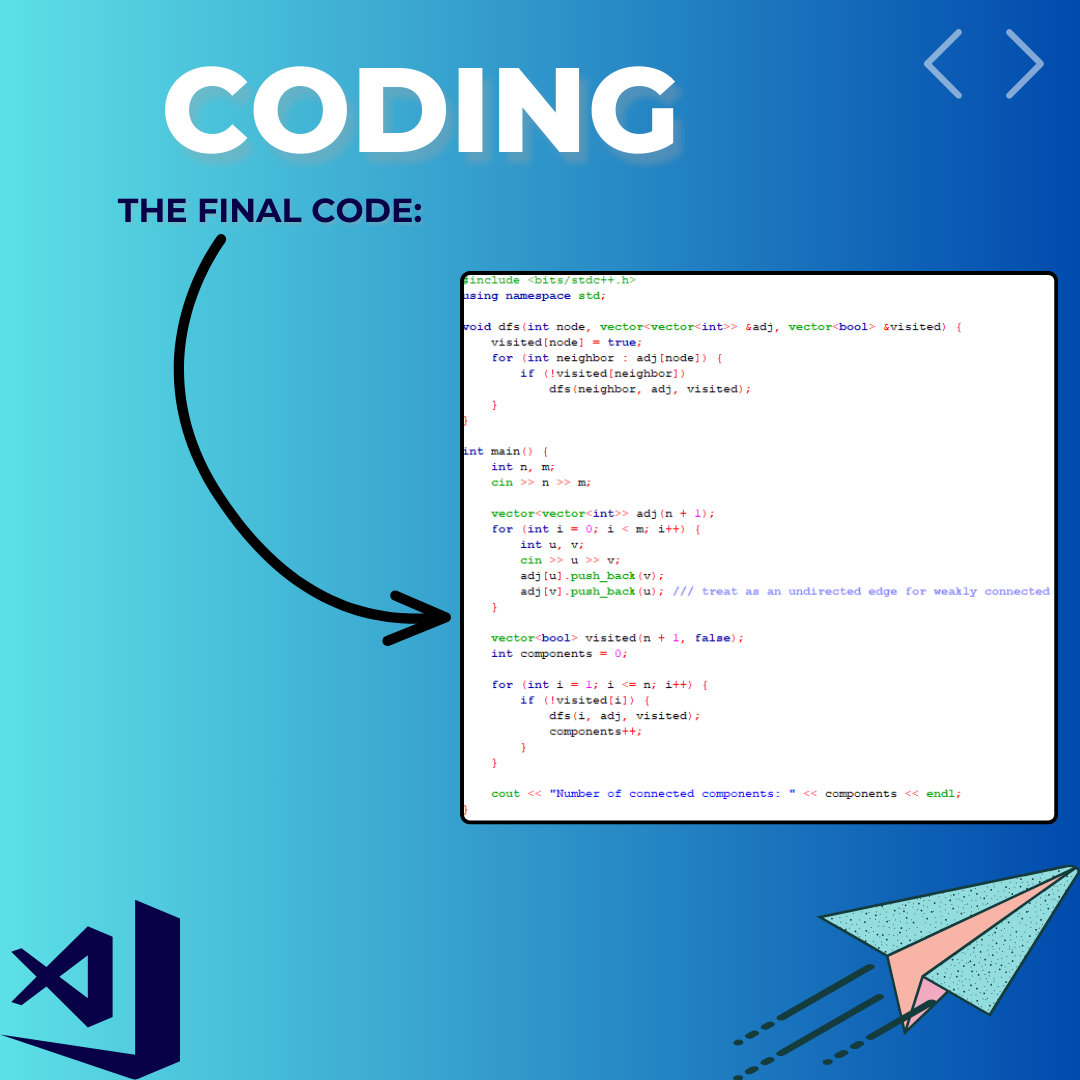 CODING
THE FINAL CODE:
#include <bits/stdc++.h>
using namespace std;
void dfs(int node, vector<vector<int>> &adj, vector<bool> &visited) {
    visited[node] = true;
    for (int neighbor : adj[node]) {
        if (!visited[neighbor])
            dfs(neighbor, adj, visited);
    }
}
int main() {
    int n, m;
    cin >> n >> m;
    vector<vector<int>> adj(n + 1);
    for (int i = 0; i < m; i++) {
        int u, v;
        cin >> u >> v;
        adj[u].push_back(v);
        adj[v].push_back(u); /// treat as an undirected edge for weakly connected
    }
    vector<bool> visited(n + 1, false);
    int components = 0;
    for (int i = 1; i <= n; i++) {
        if (!visited[i]) {
            dfs(i, adj, visited);
            components++;
        }
    }
    cout << "Number of connected components: " << components << endl;
}